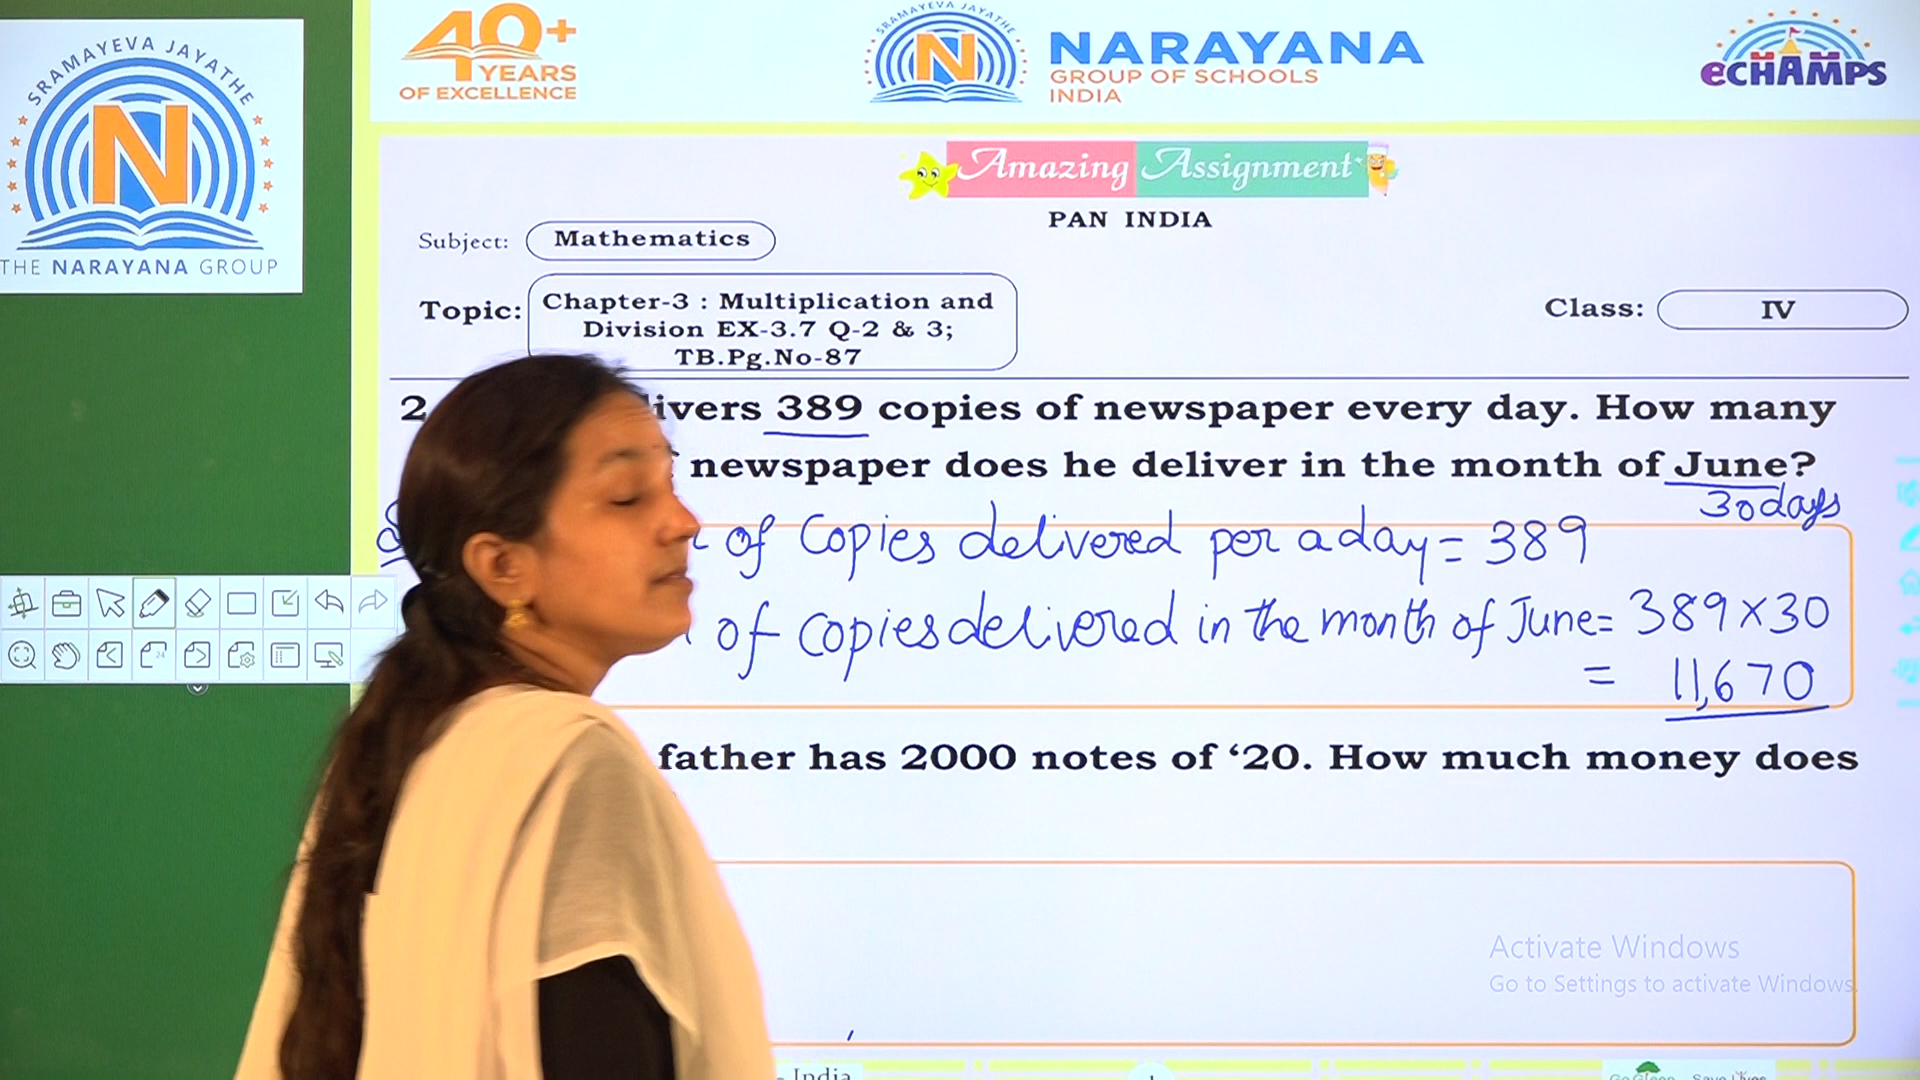 SRAMAYEVA JAYATHE
N
THE NARAYANA GROUP
40+
YEARS
OF EXCELLENCE
SRAMAYEVA JAYATHE
N
NARAYANA
GROUP OF SCHOOLS
INDIA
eCHAMPS
Amazing Assignment
PAN INDIA
Subject: Mathematics
Topic: Chapter-3 : Multiplication and
Division EX-3.7 Q-2 & 3;
TB.Pg.No-87
Class: IV
2 ivers 389 copies of newspaper every day. How many
newspaper does he deliver in the month of June?
30days
of Copies delivered per a day = 389
of copies delivered in the month of June = 389 x 30
= 11,670
father has 2000 notes of ‘20. How much money does
24
Activate Windows
Go to Settings to activate Windows.
India